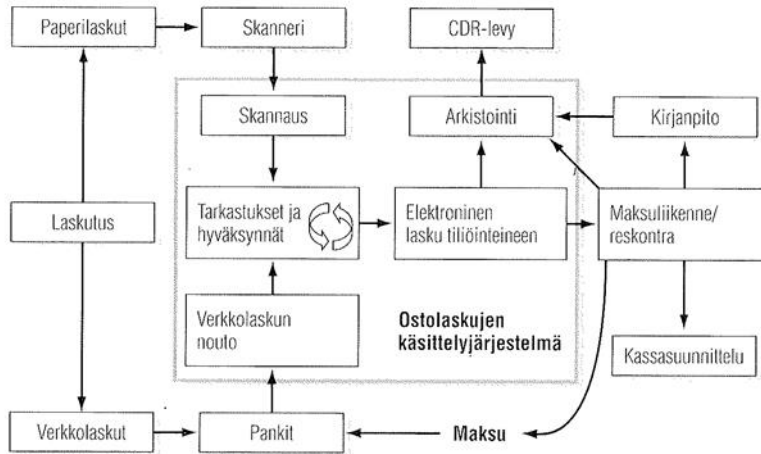 Paperilaskut
Skanneri
CDR-levy
Skannaus
Arkistointi
Kirjanpito
Laskutus
Tarkastukset ja
hyväksynnät
Elektroninen
lasku tiliöinteineen
Maksuliikenne/
reskontra
Verkkolaskun
nouto
Ostolaskujen
käsittelyjärjestelmä
Kassasuunnittelu
Verkkolaskut
Pankit
Maksu